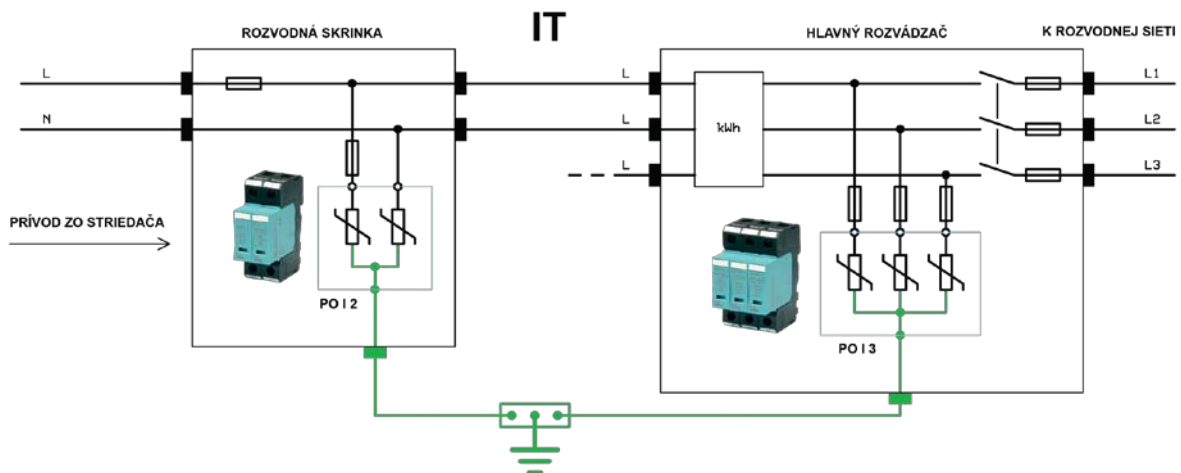 IT
ROZVODNÁ SKRINKA
HLAVNÝ ROZVÁDZAČ
K ROZVODNEJ SIETI
L
L
L
L1
N
L
kWh
L2
L
L3
PRÍVOD ZO STRIEDAČA
PO I 2
PO I 3